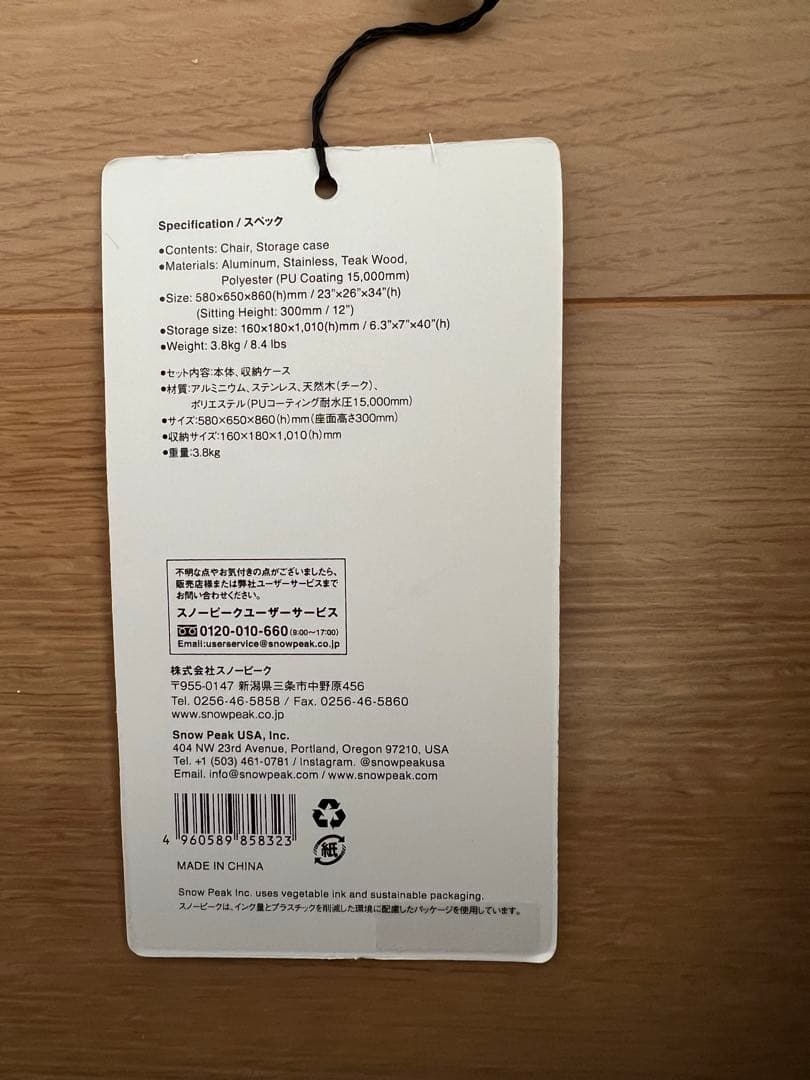 Specification / スペック
●Contents: Chair, Storage case
●Materials: Aluminum, Stainless, Teak Wood,
Polyester (PU Coating 15,000mm)
●Size: 580×650×860(h)mm / 23"×26"×34"(h)
(Sitting Height: 300mm / 12")
●Storage size: 160×180×1,010(h)mm / 6.3"×7"×40"(h)
●Weight: 3.8kg / 8.4 lbs
●セット内容:本体、収納ケース
●材質:アルミニウム、ステンレス、天然木(チーク)、
ポリエステル(PUコーティング耐水圧15,000mm)
●サイズ:580×650×860(h)mm(座面高さ300mm)
●収納サイズ:160×180×1,010(h)mm
●重量:3.8kg
不明な点やお気付きの点がございましたら、
販売店様または弊社ユーザーサービスまで
お問い合わせください。
スノーピークユーザーサービス
0120-010-660(9:00〜17:00)
Email:userservice@snowpeak.co.jp
株式会社スノーピーク
〒955-0147 新潟県三条市中野原456
Tel. 0256-46-5858 / Fax. 0256-46-5860
www.snowpeak.co.jp
Snow Peak USA, Inc.
404 NW 23rd Avenue, Portland, Oregon 97210, USA
Tel. +1 (503) 461-0781 / Instagram. @snowpeakusa
Email. info@snowpeak.com / www.snowpeak.com
4 960589 858323
紙
MADE IN CHINA
Snow Peak Inc. uses vegetable ink and sustainable packaging.
スノーピークは、インク量とプラスチックを削減した環境に配慮したパッケージを使用しています。